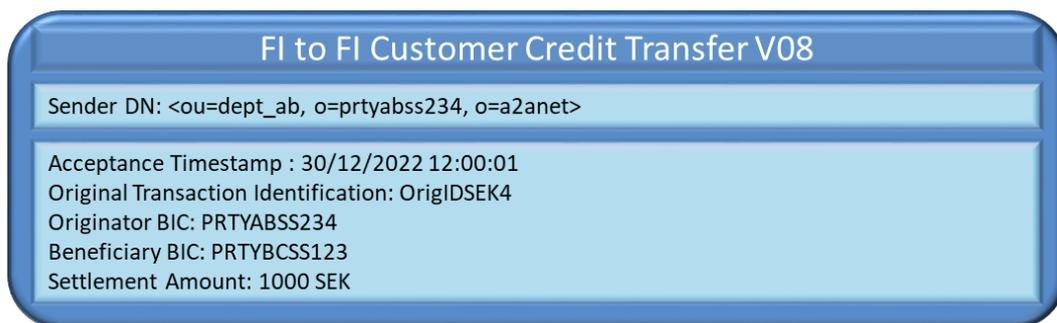 FI to FI Customer Credit Transfer V08
Sender DN: <ou=dept_ab, o=prtyabss234, o=a2anet>
Acceptance Timestamp : 30/12/2022 12:00:01
Original Transaction Identification: OrigIDSEK4
Originator BIC: PRTYABSS234
Beneficiary BIC: PRTYBCSS123
Settlement Amount: 1000 SEK